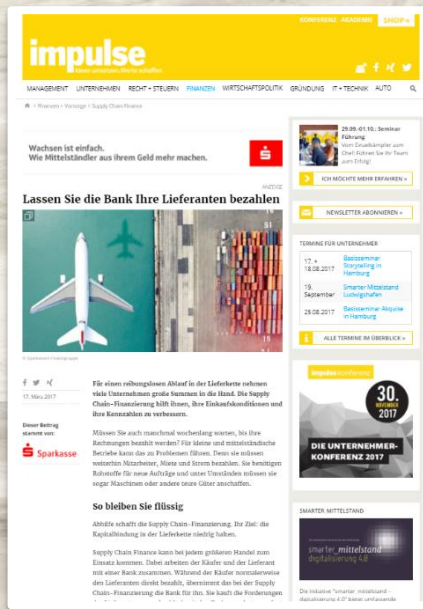 KONFERENZ AKADEMIE SHOP »
impulse
MANAGEMENT UNTERNEHMEN RECHT + STEUERN FINANZEN WIRTSCHAFTSPOLITIK GRÜNDUNG IT + TECHNIK AUTO
> Finanzen > Vorsorge > Supply Chain Finance
Wachsen ist einfach.
Wie Mittelständler aus ihrem Geld mehr machen.
ANZEIGE
Lassen Sie die Bank Ihre Lieferanten bezahlen
17. März 2017
Dieser Beitrag
stammt von:
Sparkasse
Für einen reibungslosen Ablauf in der Lieferkette nehmen
viele Unternehmen große Summen in die Hand. Die Supply
Chain-Finanzierung hilft ihnen, ihre Einkaufskonditionen und
ihre Kennzahlen zu verbessern.
Müssen Sie auch manchmal wochenlang warten, bis ihre
Rechnungen bezahlt werden? Für kleine und mittelständische
Betriebe kann das zu Problemen führen. Denn sie müssen
weiterhin Mitarbeiter, Miete und Strom bezahlen. Sie benötigen
Rohstoffe für neue Aufträge und unter Umständen müssen sie
sogar Maschinen oder andere teure Güter anschaffen.
So bleiben Sie flüssig
Abhilfe schafft die Supply Chain-Finanzierung. Ihr Ziel: die
Kapitalbindung in der Lieferkette niedrig halten.
Supply Chain Finance kann bei jedem größeren Handel zum
Einsatz kommen. Dabei arbeiten der Käufer und der Lieferant
mit einer Bank zusammen. Während der Käufer normalerweise
den Lieferanten direkt bezahlt, übernimmt das bei der Supply
Chain-Finanzierung die Bank für ihn. Sie kauft die Forderungen
29.09.-01.10.: Seminar
Führung
Vom Einzelkämpfer zum
Chef: Führen Sie Ihr Team
zum Erfolg!
ICH MÖCHTE MEHR ERFAHREN »
NEWSLETTER ABONNIEREN »
TERMINE FÜR UNTERNEHMER
17. +
18.08.2017
Basisseminar
Storytelling in
Hamburg
19.
September
Smarter Mittelstand
Ludwigshafen
29.09.2017
Basisseminar Akquise
in Hamburg
ALLE TERMINE IM ÜBERBLICK »
impulse konferenz
30.
NOVEMBER
2017
DIE UNTERNEHMER-
KONFERENZ 2017
SMARTER MITTELSTAND
smarter_mittelstand
digitalisierung 4.0
Die Initiative "smarter_mittelstand -
digitalisierung 4.0" bietet umfassende